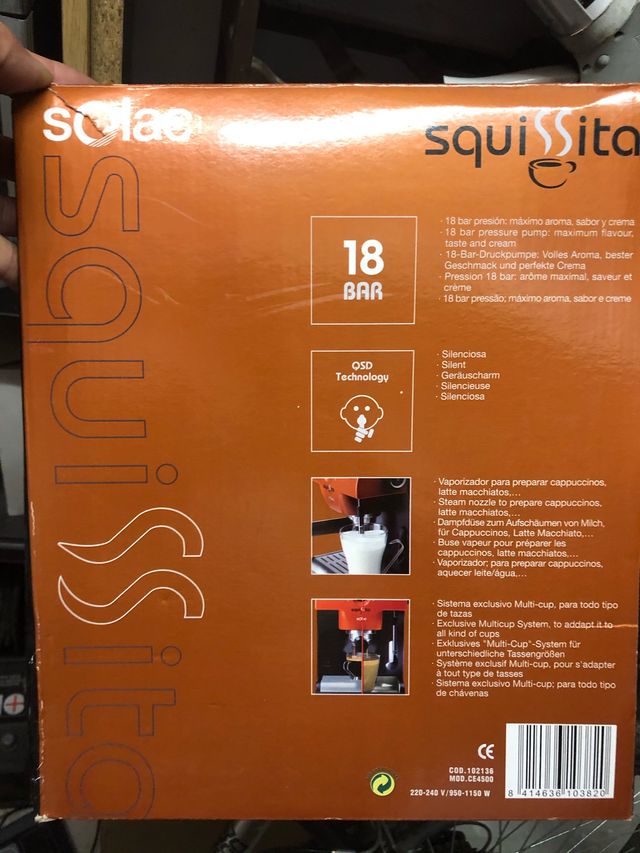 solac
squissita
squissita
18
BAR
· 18 bar presión: máximo aroma, sabor y crema
· 18 bar pressure pump: maximum flavour,
taste and cream
· 18-Bar-Druckpumpe: Volles Aroma, bester
Geschmack und perfekte Crema
· Pression 18 bar: arôme maximal, saveur et
crème
· 18 bar pressão; máximo aroma, sabor e creme
QSD
Technology
· Silenciosa
· Silent
· Geräuscharm
· Silencieuse
· Silenciosa
· Vaporizador para preparar cappuccinos,
latte macchiatos,...
· Steam nozzle to prepare cappuccinos,
latte macchiatos,...
· Dampfdüse zum Aufschäumen von Milch,
für Cappuccinos, Latte Macchiato,...
· Buse vapeur pour préparer les
cappuccinos, latte macchiatos,...
· Vaporizador; para preparar cappuccinos,
aquecer leite/água,...
· Sistema exclusivo Multi-cup, para todo tipo
de tazas
· Exclusive Multicup System, to addapt it to
all kind of cups
· Exklusives "Multi-Cup"-System für
unterschiedliche Tassengrößen
· Système exclusif Multi-cup, pour s'adapter
à tout type de tasses
· Sistema exclusivo Multi-cup; para todo tipo
de chávenas
CE
COD.102136
MOD.CE4500
220-240 V/950-1150 W
8 414636 103820